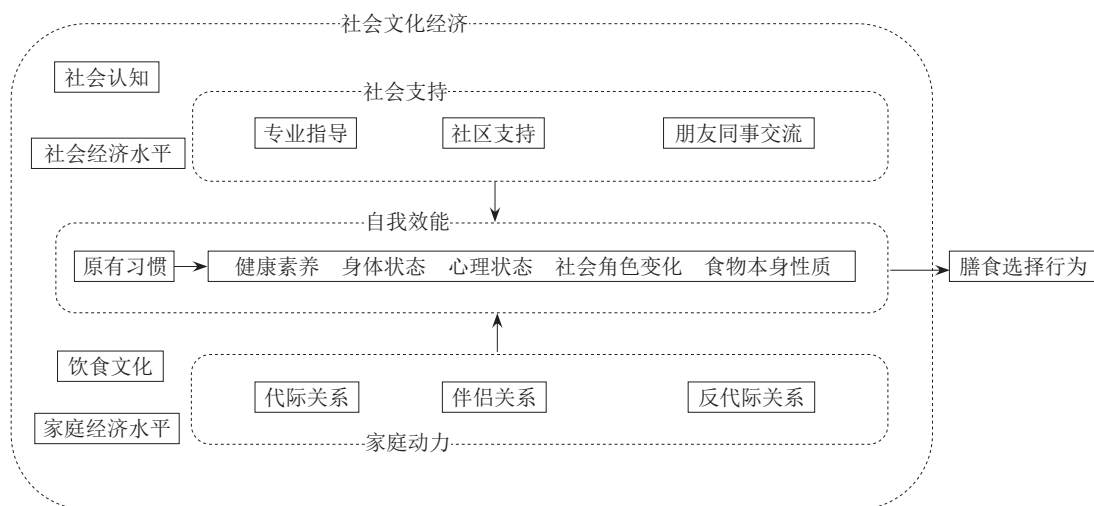 社会文化经济
社会认知
社会支持
专业指导 社区支持 朋友同事交流
社会经济水平
自我效能
原有习惯 健康素养 身体状态 心理状态 社会角色变化 食物本身性质 膳食选择行为
饮食文化
代际关系 伴侣关系 反代际关系
家庭经济水平
家庭动力